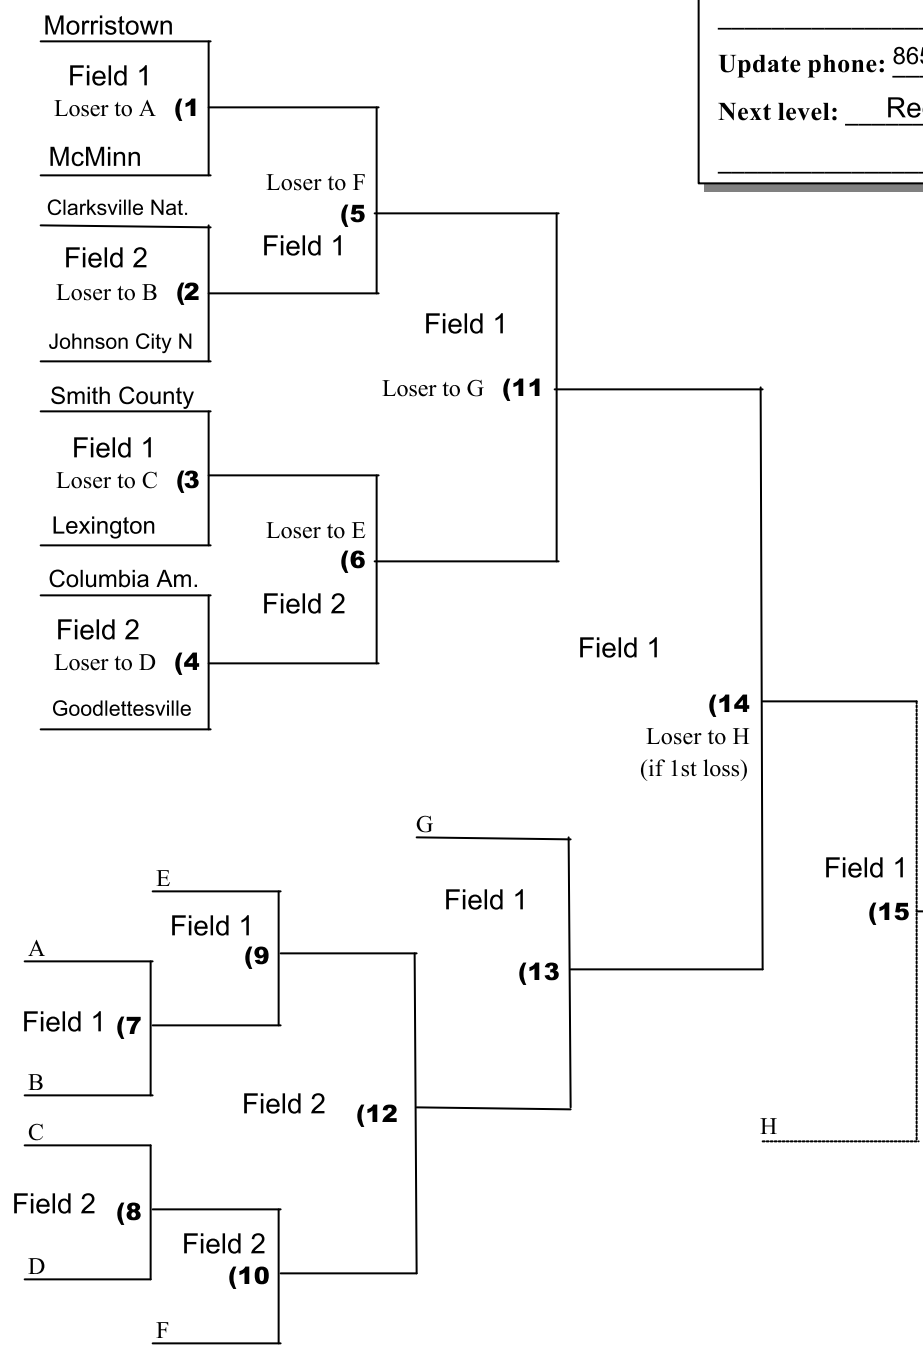 Morristown
Field 1
Loser to A (1
McMinn
Clarksville Nat.
Field 2
Loser to B (2
Johnson City N
Smith County
Field 1
Loser to C (3
Lexington
Columbia Am.
Field 2
Loser to D (4
Goodlettesville
Loser to F
(5
Field 1
Loser to E
(6
Field 2
Field 1
Loser to G (11
Field 1
(14
Loser to H
(if 1st loss)
Update phone: 865
Next level: Re
G
Field 1
(13
E
Field 1
(9
A
Field 1 (7
B
Field 2 (12
C
Field 2 (8
D
Field 2
(10
F
Field 1
(15
H